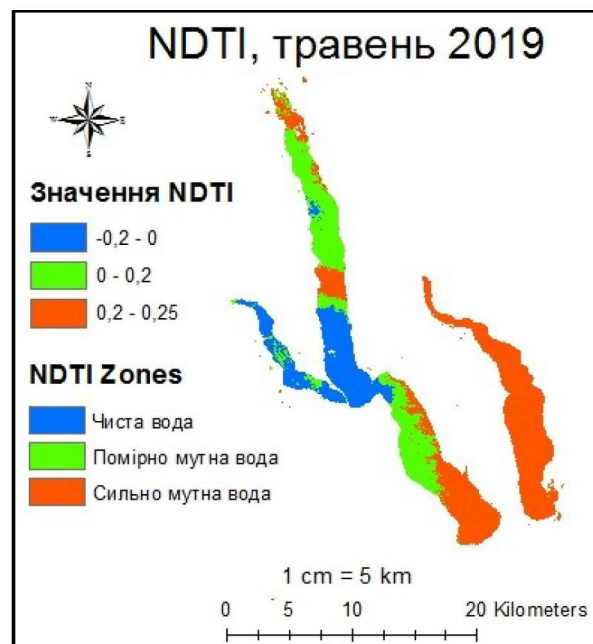 NDTI, травень 2019
Значення NDTI
-0,2 - 0
0 - 0,2
0,2 - 0,25
NDTI Zones
Чиста вода
Помірно мутна вода
Сильно мутна вода
1 cm = 5 km
0 5 10 20 Kilometers